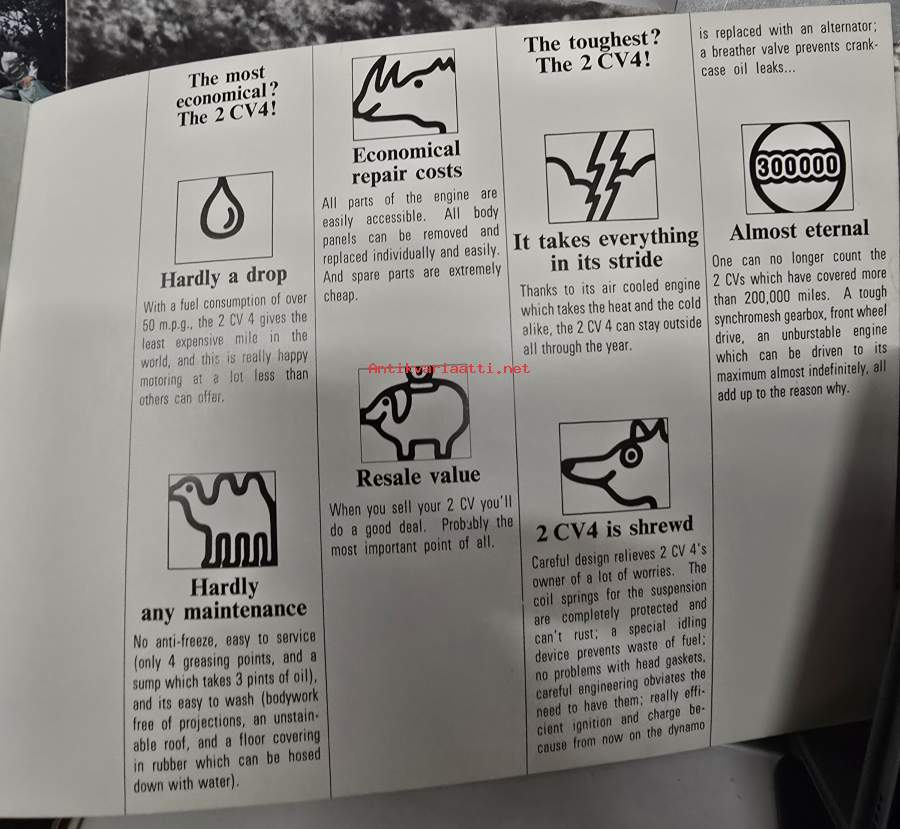 The most
economical?
The 2 CV4!
Hardly a drop
With a fuel consumption of over
50 m.p.g., the 2 CV 4 gives the
least expensive mile in the
world, and this is really happy
motoring at a lot less than
others can offer.
Hardly
any maintenance
No anti-freeze, easy to service
(only 4 greasing points, and a
sump which takes 3 pints of oil),
and its easy to wash (bodywork
free of projections, an unstain-
able roof, and a floor covering
in rubber which can be hosed
down with water).
Economical
repair costs
All parts of the engine are
easily accessible. All body
panels can be removed and
replaced individually and easily.
And spare parts are extremely
cheap.
Antikvariaatti.net
Resale value
When you sell your 2 CV you'll
do a good deal. Probably the
most important point of all.
The toughest?
The 2 CV4!
It takes everything
in its stride
Thanks to its air cooled engine
which takes the heat and the cold
alike, the 2 CV 4 can stay outside
all through the year.
2 CV4 is shrewd
Careful design relieves 2 CV 4's
owner of a lot of worries. The
coil springs for the suspension
are completely protected and
can't rust; a special idling
device prevents waste of fuel;
no problems with head gaskets,
careful engineering obviates the
need to have them; really effi-
cient ignition and charge be-
cause from now on the dynamo
is replaced with an alternator;
a breather valve prevents crank-
case oil leaks...
300000
Almost eternal
One can no longer count the
2 CVs which have covered more
than 200,000 miles. A tough
synchromesh gearbox, front wheel
drive, an unburstable engine
which can be driven to its
maximum almost indefinitely, all
add up to the reason why.